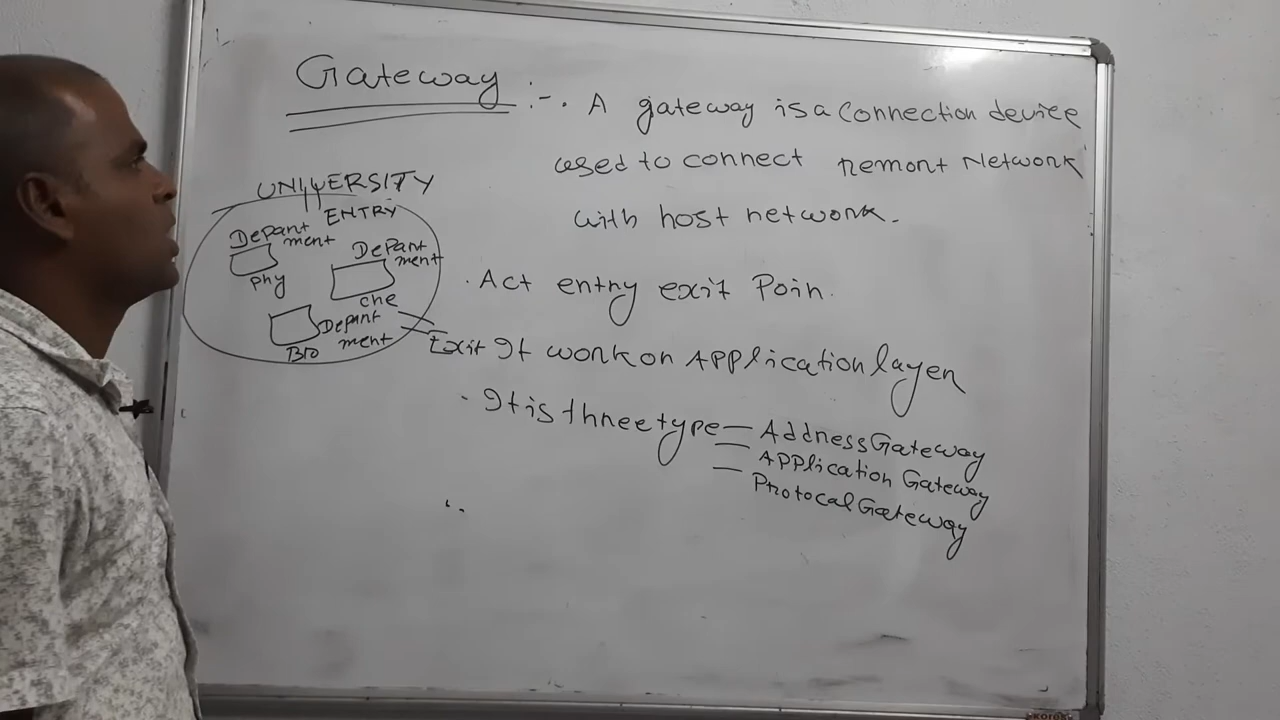 Gateway :-. A gateway is a connection device
used to connect Remont Network
with host network.
UNIVERSITY
ENTRY
Depart
ment
Phy
Depart
ment
che
Depart
ment
Bio
Exit
. Act entry exit Poin.
It work on APPlication layer
. It is three type — Address Gateway
— APPlication Gateway
— Protocal Gateway